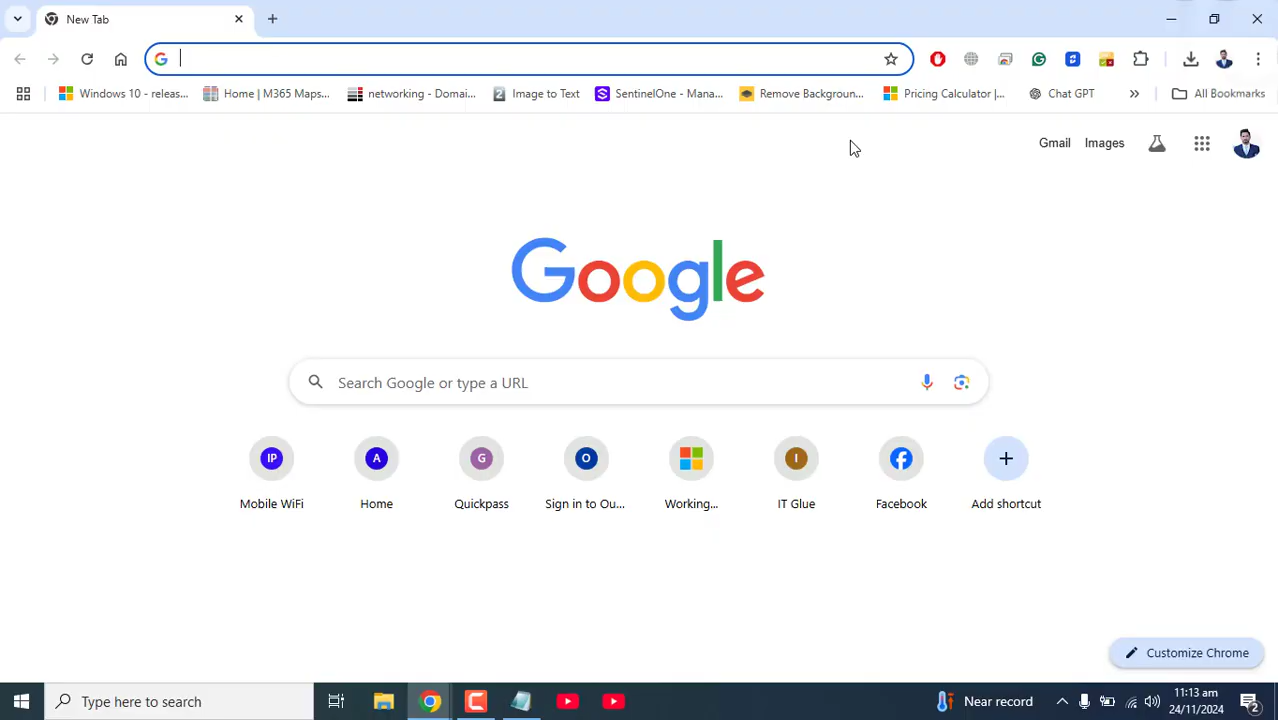 New Tab
Windows 10 - releas...
Home | M365 Maps...
networking - Domai...
Image to Text
SentinelOne - Mana...
Remove Backgroun...
Pricing Calculator |...
Chat GPT
All Bookmarks
Gmail
Images
Google
Search Google or type a URL
IP
A
G
O
I
Mobile WiFi
Home
Quickpass
Sign in to Ou...
Working...
IT Glue
Facebook
Add shortcut
Customize Chrome
Type here to search
Near record
11:13 am
24/11/2024
2